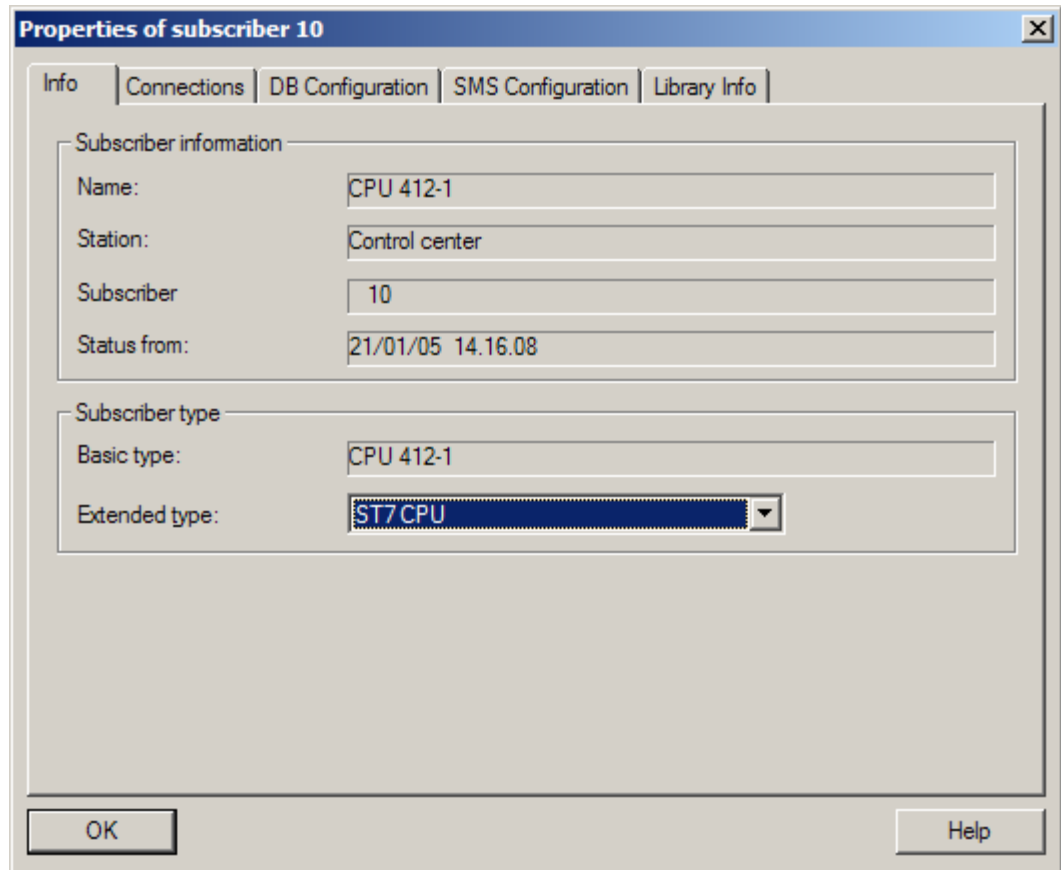 Properties of subscriber 10
Info Connections DB Configuration SMS Configuration Library Info
Subscriber information
Name: CPU 412-1
Station: Control center
Subscriber 10
Status from: 21/01/05 14.16.08
Subscriber type
Basic type: CPU 412-1
Extended type: ST7 CPU
OK Help